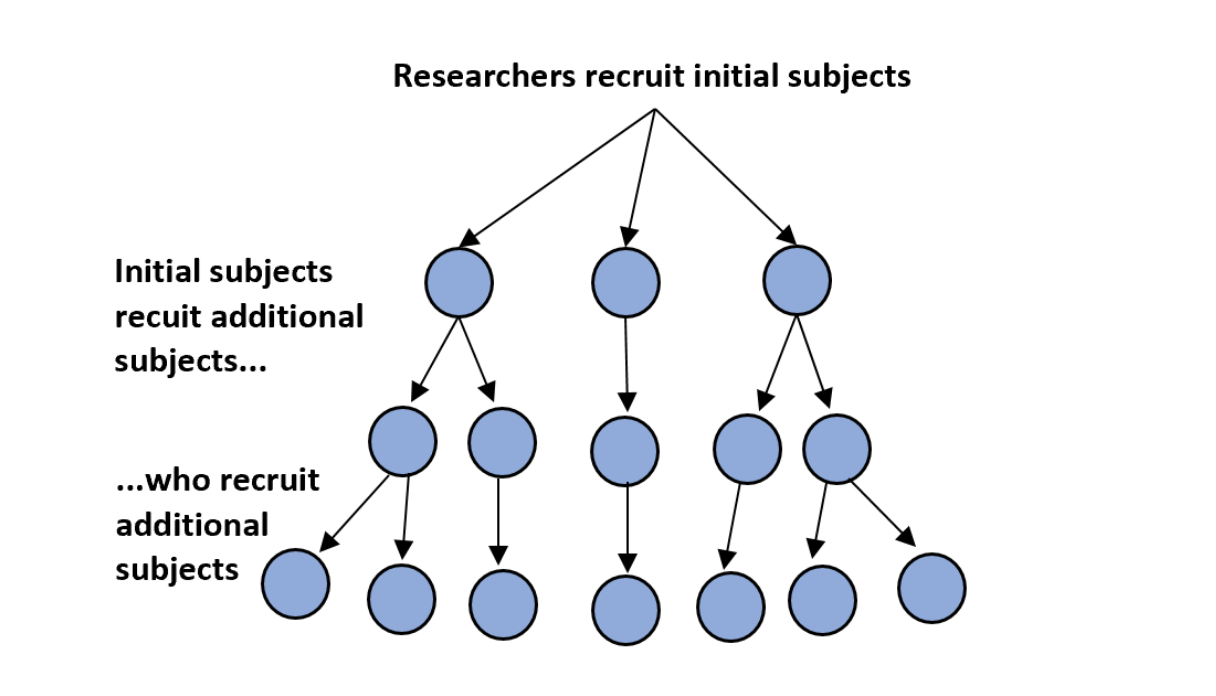 Researchers recruit initial subjects
Initial subjects
recuit additional
subjects...
...who recruit
additional
subjects